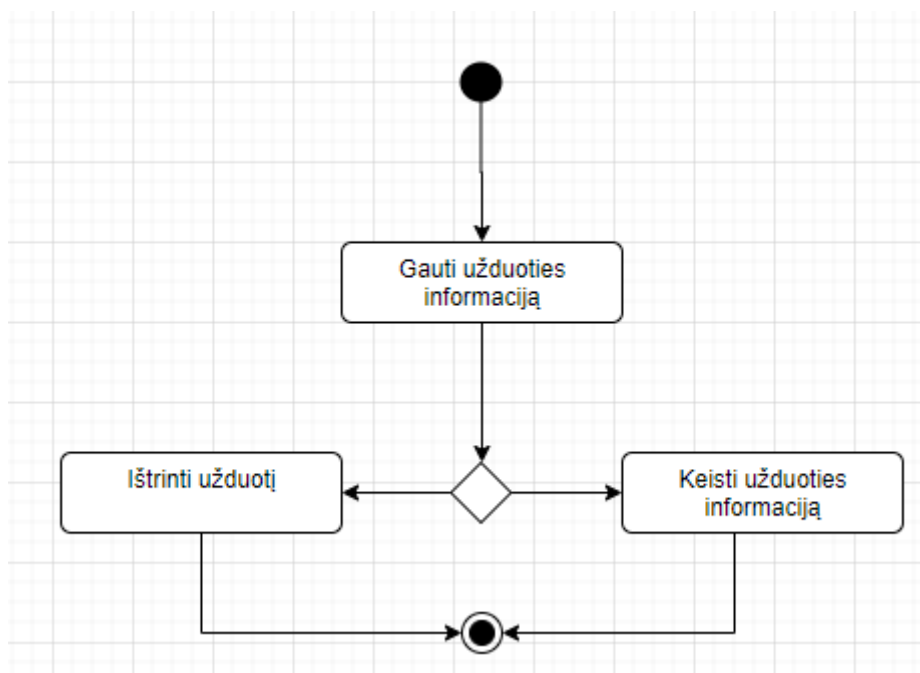 Gauti užduoties
informaciją
Ištrinti užduotį
Keisti užduoties
informaciją